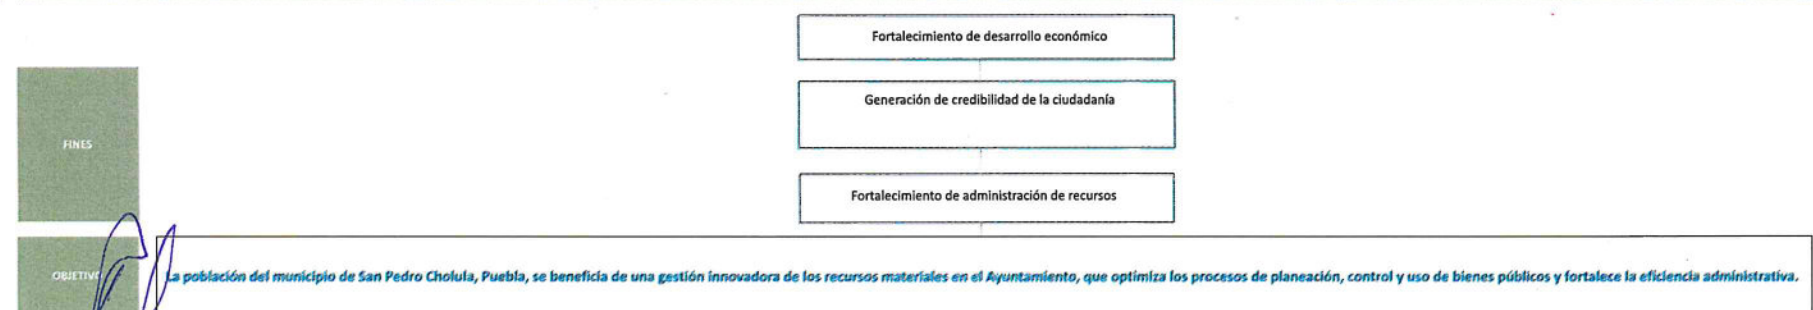 Fortalecimiento de desarrollo económico
Generación de credibilidad de la ciudadanía
FINES
Fortalecimiento de administración de recursos
OBJETIVO
La población del municipio de San Pedro Cholula, Puebla, se beneficia de una gestión innovadora de los recursos materiales en el Ayuntamiento, que optimiza los procesos de planeación, control y uso de bienes públicos y fortalece la eficiencia administrativa.